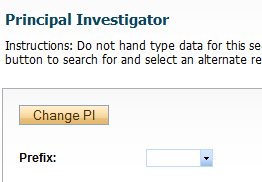 Principal Investigator
Instructions: Do not hand type data for this se
button to search for and select an alternate re
Change PI
Prefix: